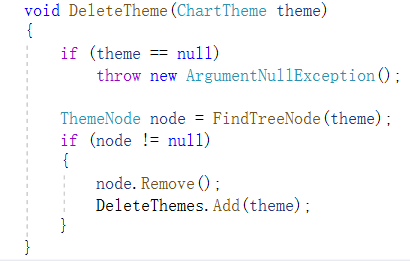 void DeleteTheme(ChartTheme theme)
{
    if (theme == null)
        throw new ArgumentNullException();

    ThemeNode node = FindTreeNode(theme);
    if (node != null)
    {
        node.Remove();
        DeleteThemes.Add(theme);
    }
}